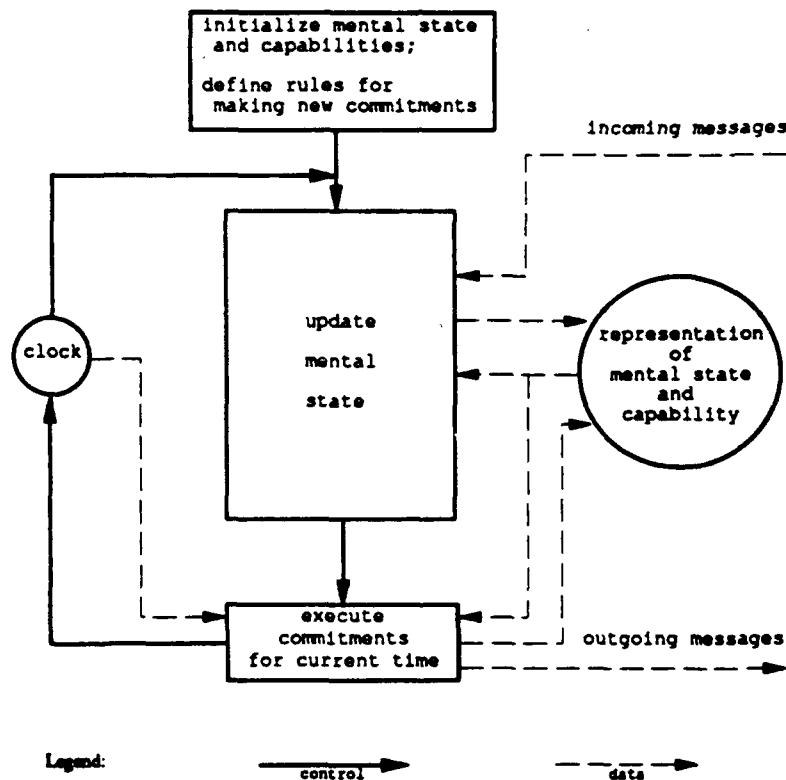 initialize mental state
and capabilities;
define rules for
making new commitments
incoming messages
update
mental
state
clock
representation
of
mental state
and
capability
execute
commitments
for current time
outgoing messages
Legend:
control
data